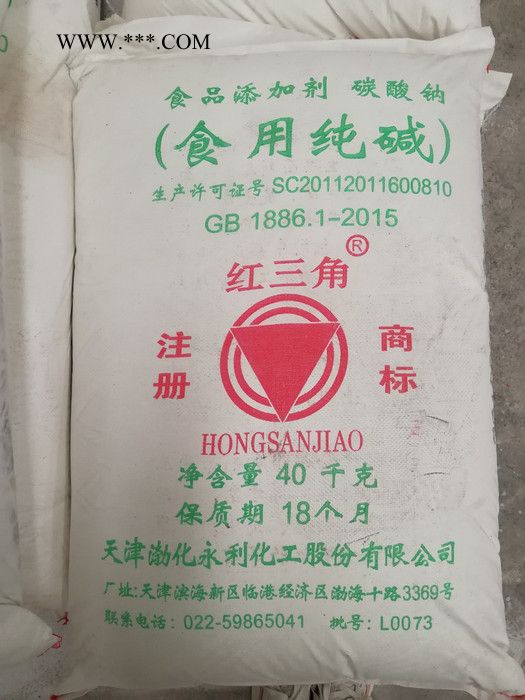 WWW.***.COM
食品添加剂 碳酸钠
(食用纯碱)
生产许可证号 SC20112011600810
GB 1886.1-2015
红三角®
注册 商标
HONGSANJIAO
净含量 40 千克
保质期 18个月
天津渤化永利化工股份有限公司
厂址:天津滨海新区临港经济区渤海十路3369号
联系电话: 022-59865041 批号: L0073